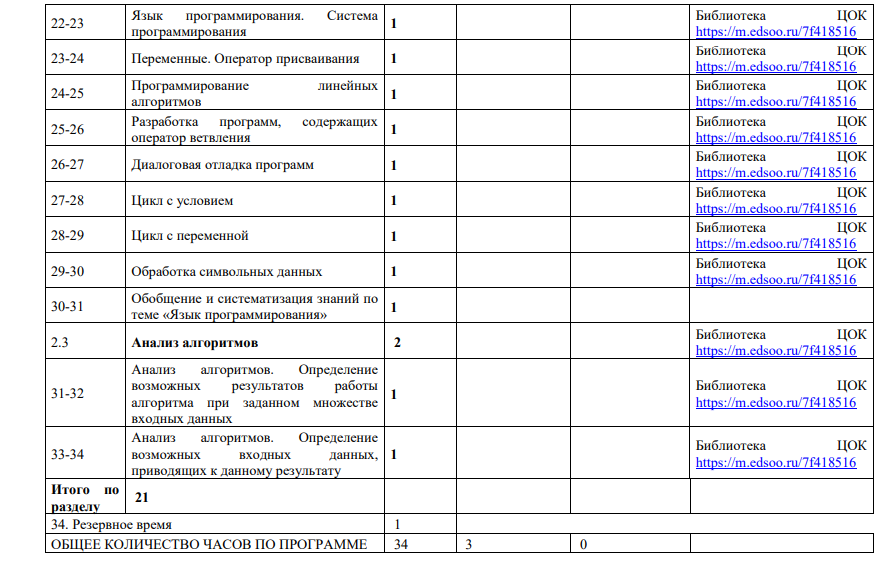 22-23 Язык программирования. Система программирования 1 Библиотека ЦОК https://m.edsoo.ru/7f418516
23-24 Переменные. Оператор присваивания 1 Библиотека ЦОК https://m.edsoo.ru/7f418516
24-25 Программирование линейных алгоритмов 1 Библиотека ЦОК https://m.edsoo.ru/7f418516
25-26 Разработка программ, содержащих оператор ветвления 1 Библиотека ЦОК https://m.edsoo.ru/7f418516
26-27 Диалоговая отладка программ 1 Библиотека ЦОК https://m.edsoo.ru/7f418516
27-28 Цикл с условием 1 Библиотека ЦОК https://m.edsoo.ru/7f418516
28-29 Цикл с переменной 1 Библиотека ЦОК https://m.edsoo.ru/7f418516
29-30 Обработка символьных данных 1 Библиотека ЦОК https://m.edsoo.ru/7f418516
30-31 Обобщение и систематизация знаний по теме «Язык программирования» 1
2.3 Анализ алгоритмов 2 Библиотека ЦОК https://m.edsoo.ru/7f418516
31-32 Анализ алгоритмов. Определение возможных результатов работы алгоритма при заданном множестве входных данных 1 Библиотека ЦОК https://m.edsoo.ru/7f418516
33-34 Анализ алгоритмов. Определение возможных входных данных, приводящих к данному результату 1 Библиотека ЦОК https://m.edsoo.ru/7f418516
Итого по разделу 21
34. Резервное время 1
ОБЩЕЕ КОЛИЧЕСТВО ЧАСОВ ПО ПРОГРАММЕ 34 3 0